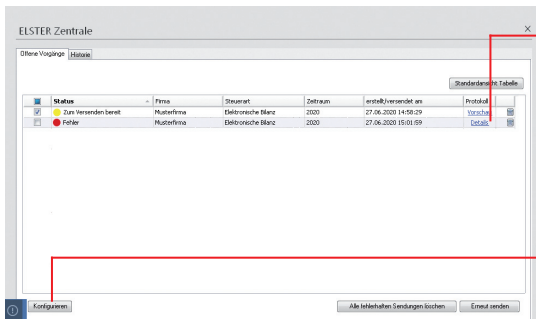 ELSTER Zentrale
Offene Vorgänge Historie
Standardansicht Tabelle
Status Firma Steuerart Zeitraum erstellt/versendet am Protokoll
Zum Versenden bereit Musterfirma Elektronische Bilanz 2020 27.06.2020 14:58:29 Vorschau
Fehler Musterfirma Elektronische Bilanz 2020 27.06.2020 15:01:59 Details
Konfigurieren Alle fehlerhaften Sendungen löschen Erneut senden